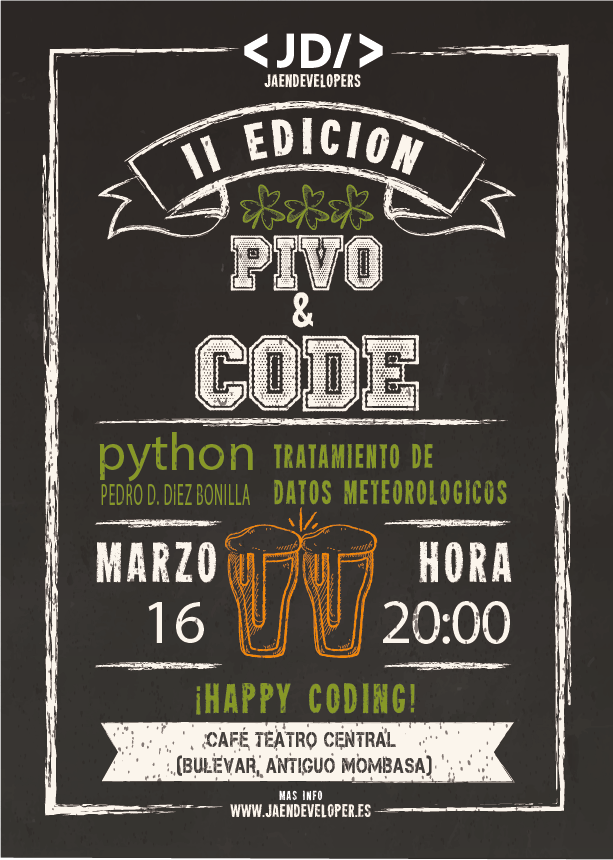 <JD/>
JAENDEVELOPERS
II EDICION
PIVO
&
CODE
python
PEDRO D. DIEZ BONILLA
TRATAMIENTO DE
DATOS METEOROLOGICOS
MARZO
16
HORA
20:00
¡HAPPY CODING!
CAFÉ TEATRO CENTRAL
(BULEVAR, ANTIGUO MOMBASA)
MAS INFO
WWW.JAENDEVELOPER.ES